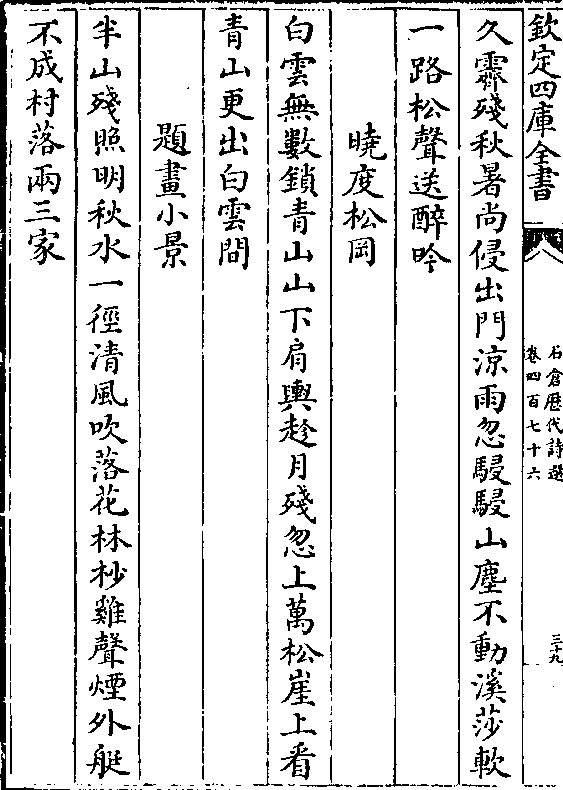 欽定四庫全書
石倉歴代詩選
卷四百七十六
三十九
久霽殘秋暑尚侵出門涼雨忽駸駸山塵不動溪莎軟
一路松聲送醉吟
曉度松岡
白雲無數鎖青山山下肩輿趁月殘忽上萬松崖上看
青山更出白雲間
題畫小景
半山殘照明秋水一徑清風吹落花林杪雞聲煙外艇
不成村落兩三家